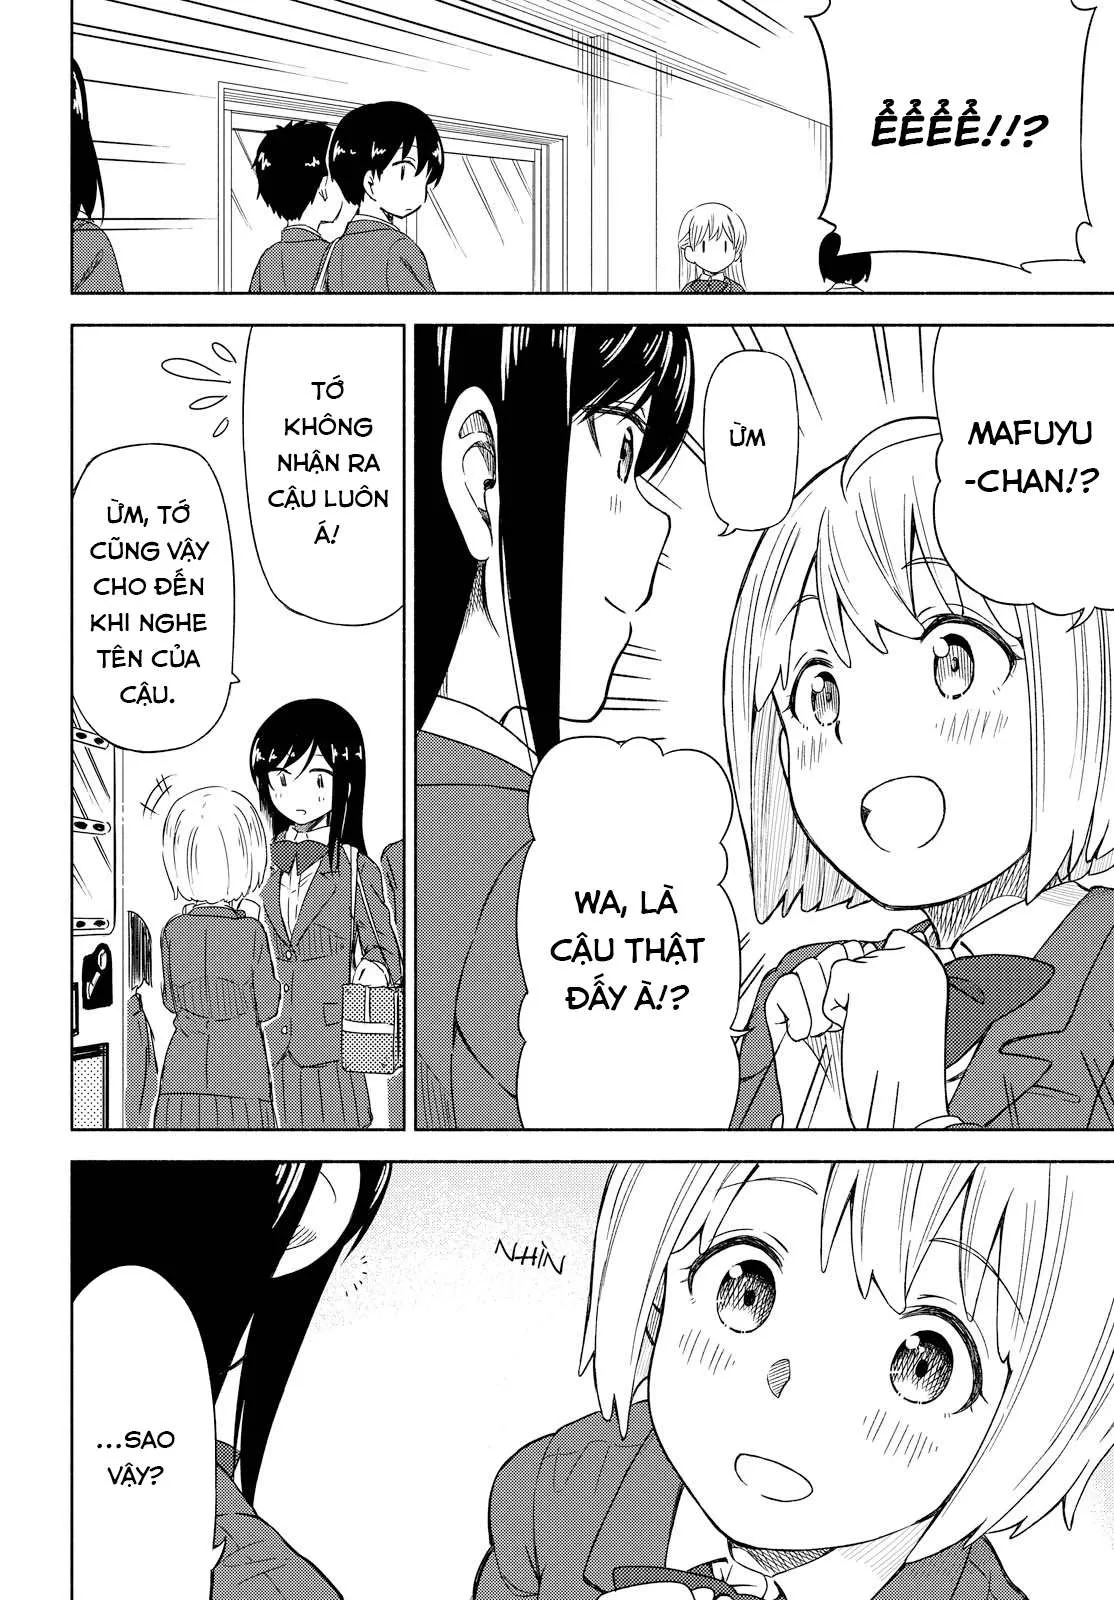 ỂỂỂỂ!!?
MAFUYU
-CHAN!?
ỪM
WA, LÀ
CẬU THẬT
ĐẤY À!?
TỚ
KHÔNG
NHẬN RA
CẬU LUÔN
Á!
ỪM, TỚ
CŨNG VẬY
CHO ĐẾN
KHI NGHE
TÊN CỦA
CẬU.
NHÌN
...SAO
VẬY?